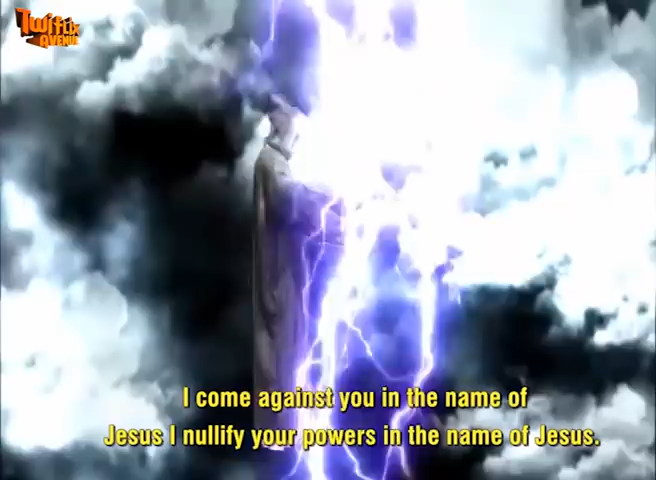 Twiflix
AVENUE
I come against you in the name of
Jesus I nullify your powers in the name of Jesus.